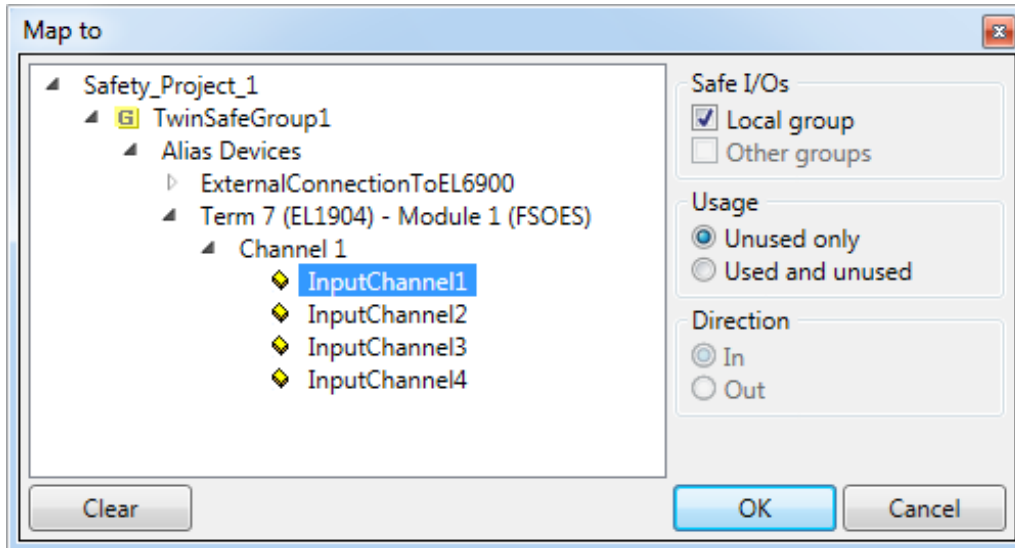 Map to
Safety_Project_1
G TwinSafeGroup1
Alias Devices
ExternalConnectionToEL6900
Term 7 (EL1904) - Module 1 (FSOES)
Channel 1
InputChannel1
InputChannel2
InputChannel3
InputChannel4
Safe I/Os
Local group
Other groups
Usage
Unused only
Used and unused
Direction
In
Out
Clear
OK
Cancel